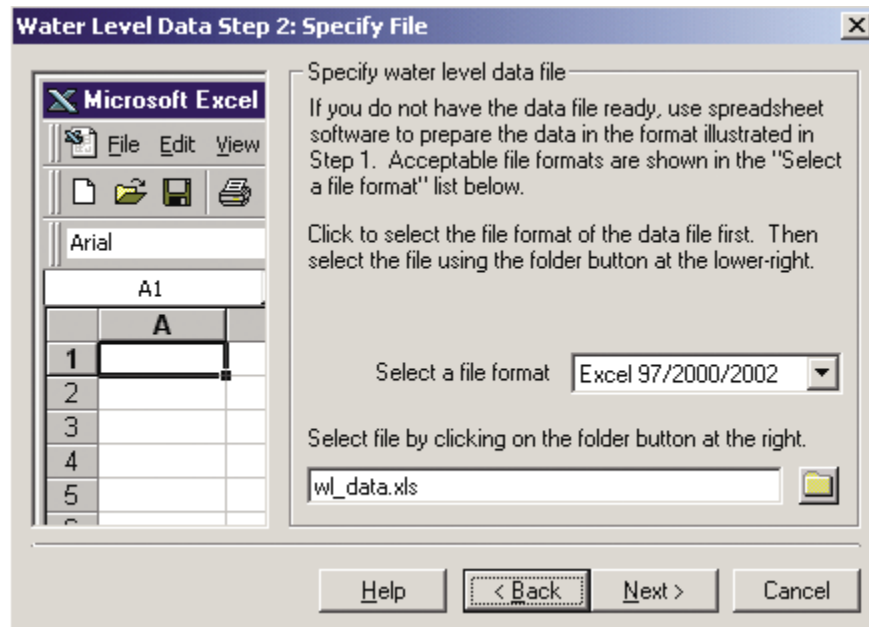 Water Level Data Step 2: Specify File
Microsoft Excel
File Edit View
Arial
A1
A
1
2
3
4
5
Specify water level data file
If you do not have the data file ready, use spreadsheet
software to prepare the data in the format illustrated in
Step 1. Acceptable file formats are shown in the "Select
a file format" list below.
Click to select the file format of the data file first. Then
select the file using the folder button at the lower-right.
Select a file format Excel 97/2000/2002
Select file by clicking on the folder button at the right.
wl_data.xls
Help < Back Next > Cancel